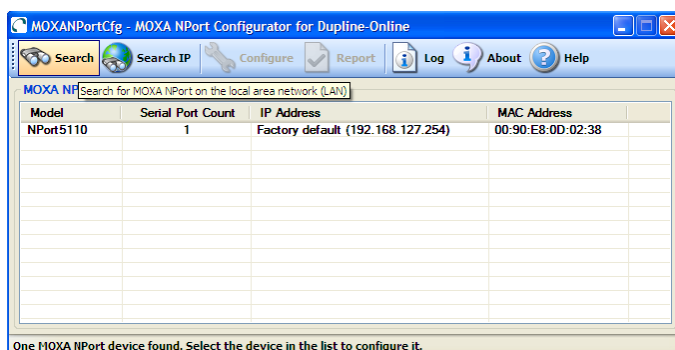 MOXANPortCfg - MOXA NPort Configurator for Dupline-Online
Search Search IP Configure Report Log About Help
MOXA NP
Search for MOXA NPort on the local area network (LAN)
Model Serial Port Count IP Address MAC Address
NPort5110 1 Factory default (192.168.127.254) 00:90:E8:0D:02:38
One MOXA NPort device found. Select the device in the list to configure it.